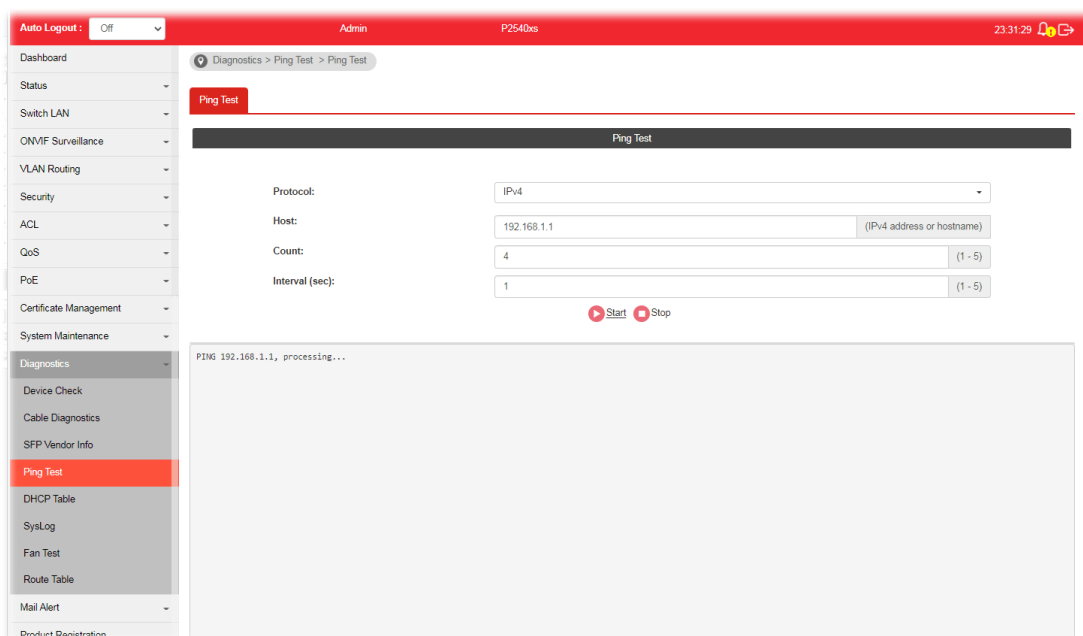 Auto Logout : Off Admin P2540xs 23:31:29
Dashboard
Status
Switch LAN
ONVIF Surveillance
VLAN Routing
Security
ACL
QoS
PoE
Certificate Management
System Maintenance
Diagnostics
Device Check
Cable Diagnostics
SFP Vendor Info
Ping Test
DHCP Table
SysLog
Fan Test
Route Table
Mail Alert
Product Registration
Diagnostics > Ping Test > Ping Test
Ping Test
Ping Test
Protocol: IPv4
Host: 192.168.1.1 (IPv4 address or hostname)
Count: 4 (1 - 5)
Interval (sec): 1 (1 - 5)
Start Stop
PING 192.168.1.1, processing...